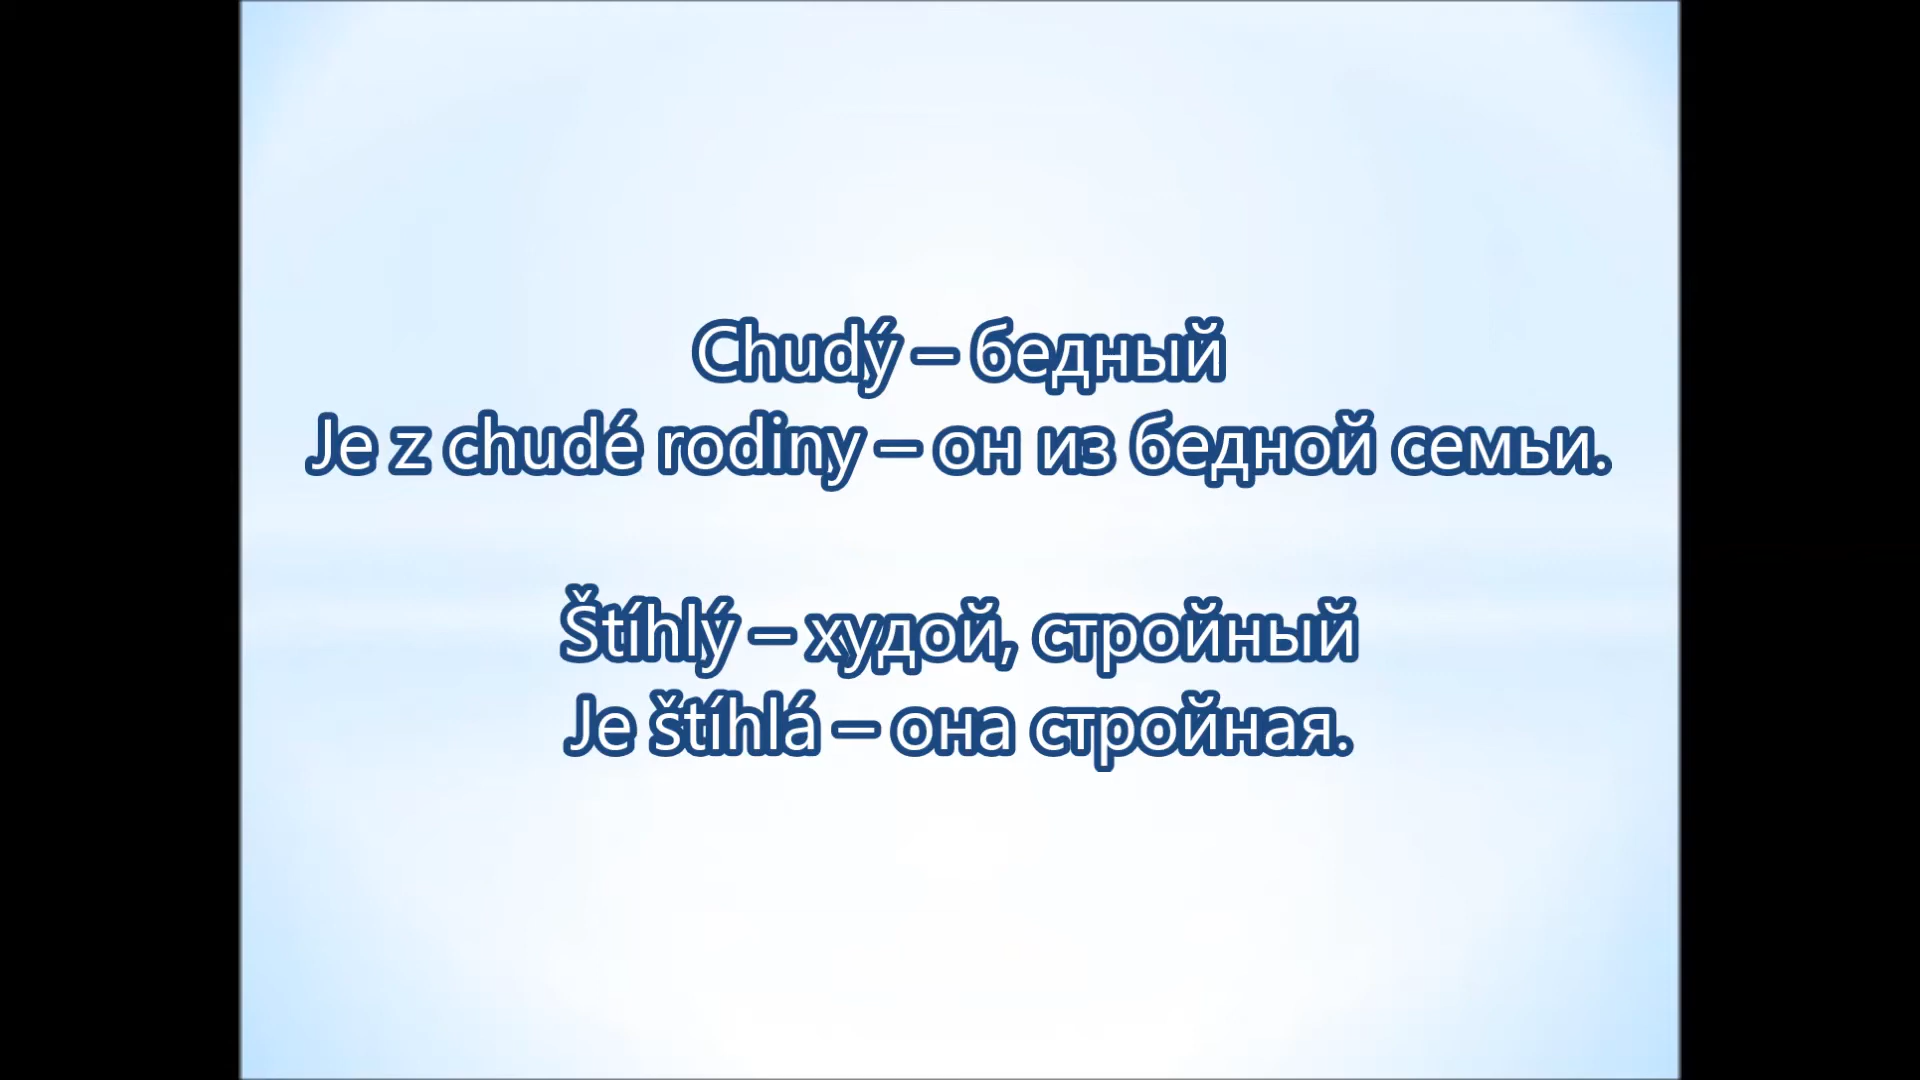 Chudý – бедный
Je z chudé rodiny – он из бедной семьи.
Štíhlý – худой, стройный
Je štíhlá – она стройная.